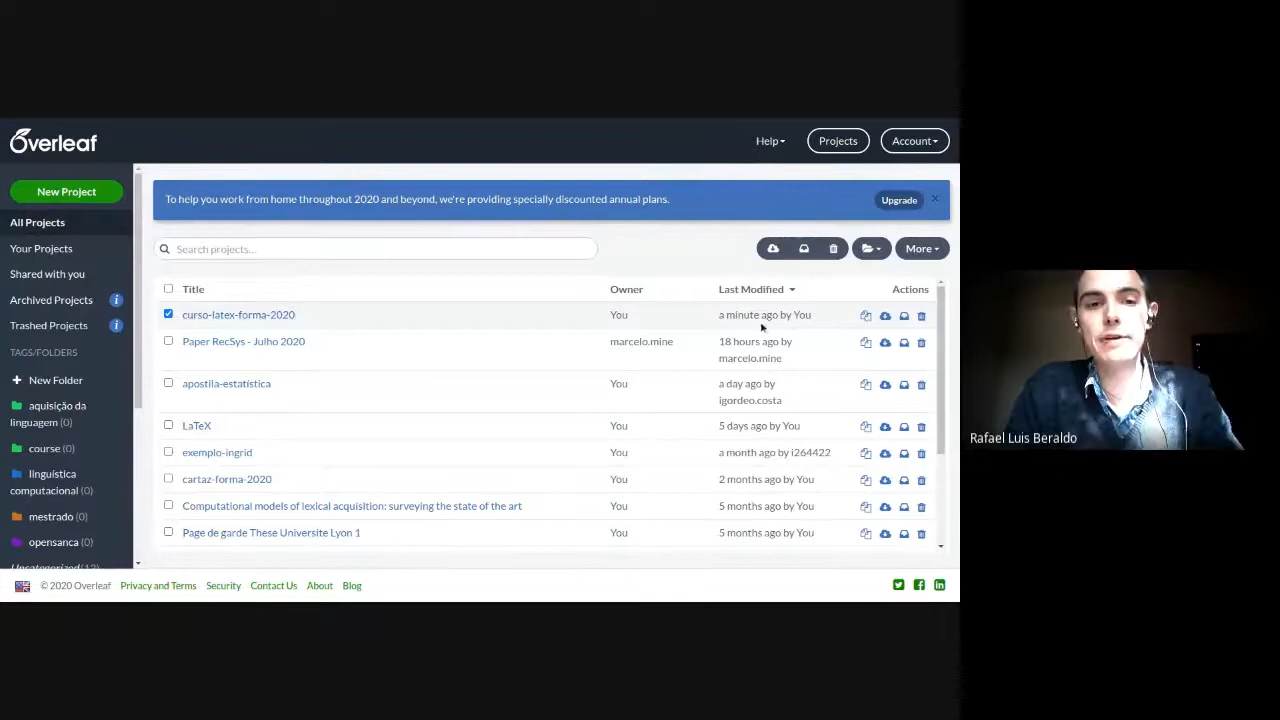 Overleaf
Help
Projects
Account
New Project
All Projects
Your Projects
Shared with you
Archived Projects
Trashed Projects
TAGS/FOLDERS
New Folder
aquisição da
linguagem (0)
course (0)
linguística
computacional (0)
mestrado (0)
opensanca (0)
Uncategorized (12)
To help you work from home throughout 2020 and beyond, we're providing specially discounted annual plans.
Upgrade
Search projects...
More
Title Owner Last Modified Actions
curso-latex-forma-2020 You a minute ago by You
Paper RecSys - Julho 2020 marcelo.mine 18 hours ago by
marcelo.mine
apostila-estatística You a day ago by
igordeo.costa
LaTeX You 5 days ago by You
exemplo-ingrid You a month ago by i264422
cartaz-forma-2020 You 2 months ago by You
Computational models of lexical acquisition: surveying the state of the art You 5 months ago by You
Page de garde These Universite Lyon 1 You 5 months ago by You
© 2020 Overleaf Privacy and Terms Security Contact Us About Blog
Rafael Luis Beraldo